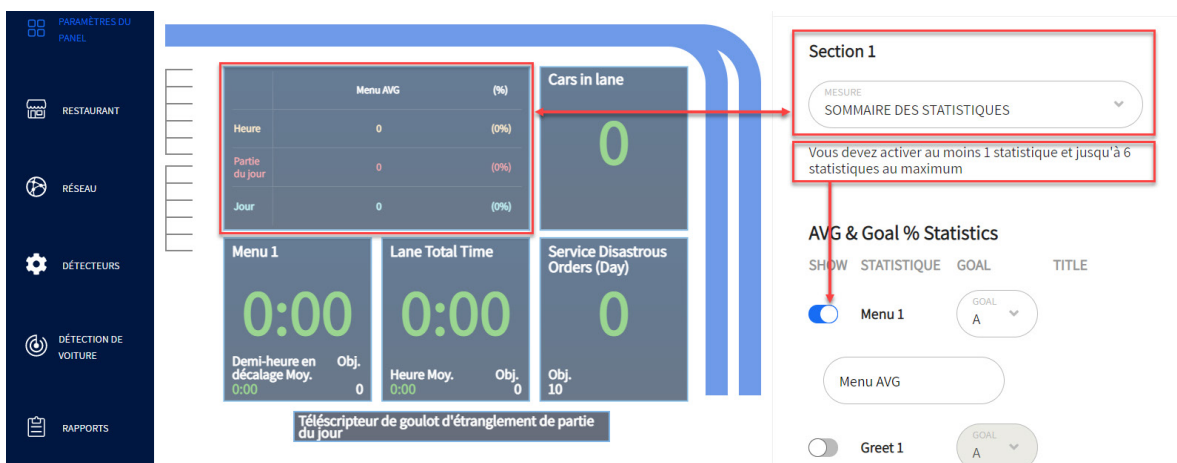 PARAMÈTRES DU
PANEL
RESTAURANT
RÉSEAU
DÉTECTEURS
DÉTECTION DE
VOITURE
RAPPORTS
Menu AVG (%)
Heure 0 (0%)
Partie
du jour 0 (0%)
Jour 0 (0%)
Cars in lane
0
Menu 1
0:00
Demi-heure en Obj.
décalage Moy.
0:00 0
Lane Total Time
0:00
Heure Moy. Obj.
0:00 0
Service Disastrous
Orders (Day)
0
Obj.
10
Téléscripteur de goulot d'étranglement de partie
du jour
Section 1
MESURE
SOMMAIRE DES STATISTIQUES
Vous devez activer au moins 1 statistique et jusqu'à 6
statistiques au maximum
AVG & Goal % Statistics
SHOW STATISTIQUE GOAL TITLE
Menu 1
GOAL
A
Menu AVG
Greet 1
GOAL
A